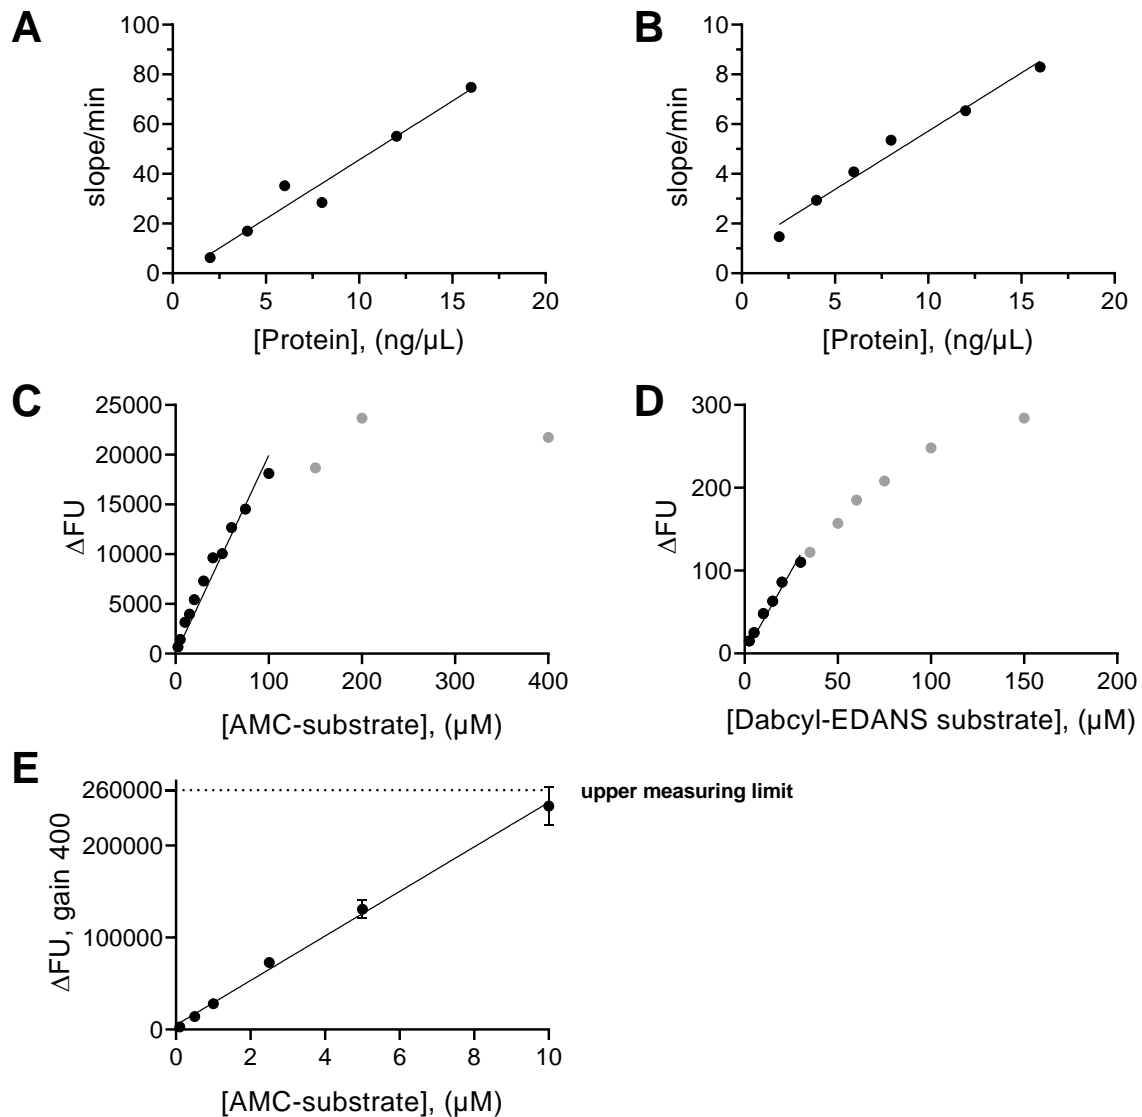 A
100
80
60
40
20
0
slope/min
0 5 10 15 20
[Protein], (ng/µL)
B
10
8
6
4
2
0
slope/min
0 5 10 15 20
[Protein], (ng/µL)
C
25000
20000
15000
10000
5000
0
ΔFU
0 100 200 300 400
[AMC-substrate], (µM)
D
300
200
100
0
ΔFU
0 50 100 150 200
[Dabcyl-EDANS substrate], (µM)
E
260000
200000
100000
0
ΔFU, gain 400
upper measuring limit
0 2 4 6 8 10
[AMC-substrate], (µM)